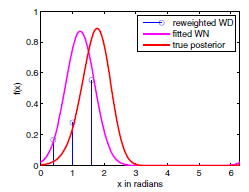 1
0.8
0.6
0.4
0.2
0
f(x)
reweighted WD
fitted WN
true posterior
0 1 2 3 4 5 6
x in radians